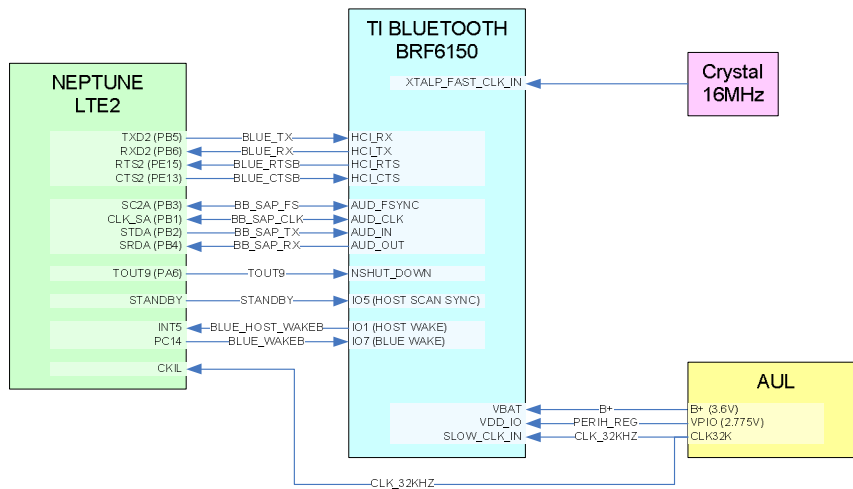 TI BLUETOOTH
BRF6150
NEPTUNE
LTE2
Crystal
16MHz
XTALP_FAST_CLK_IN
TXD2 (PB5) BLUE_TX HCI_RX
RXD2 (PB6) BLUE_RX HCI_TX
RTS2 (PE15) BLUE_RTSB HCI_RTS
CTS2 (PE13) BLUE_CTSB HCI_CTS
SC2A (PB3) BB_SAP_FS AUD_FSYNC
CLK_SA (PB1) BB_SAP_CLK AUD_CLK
STDA (PB2) BB_SAP_TX AUD_IN
SRDA (PB4) BB_SAP_RX AUD_OUT
TOUT9 (PA6) TOUT9 NSHUT_DOWN
STANDBY STANDBY IO5 (HOST SCAN SYNC)
INT5 BLUE_HOST_WAKEB IO1 (HOST WAKE)
PC14 BLUE_WAKEB IO7 (BLUE WAKE)
CKIL
AUL
VBAT B+ B+ (3.6V)
VDD_IO PERIH_REG VPIO (2.775V)
SLOW_CLK_IN CLK_32KHZ CLK32K
CLK_32KHZ